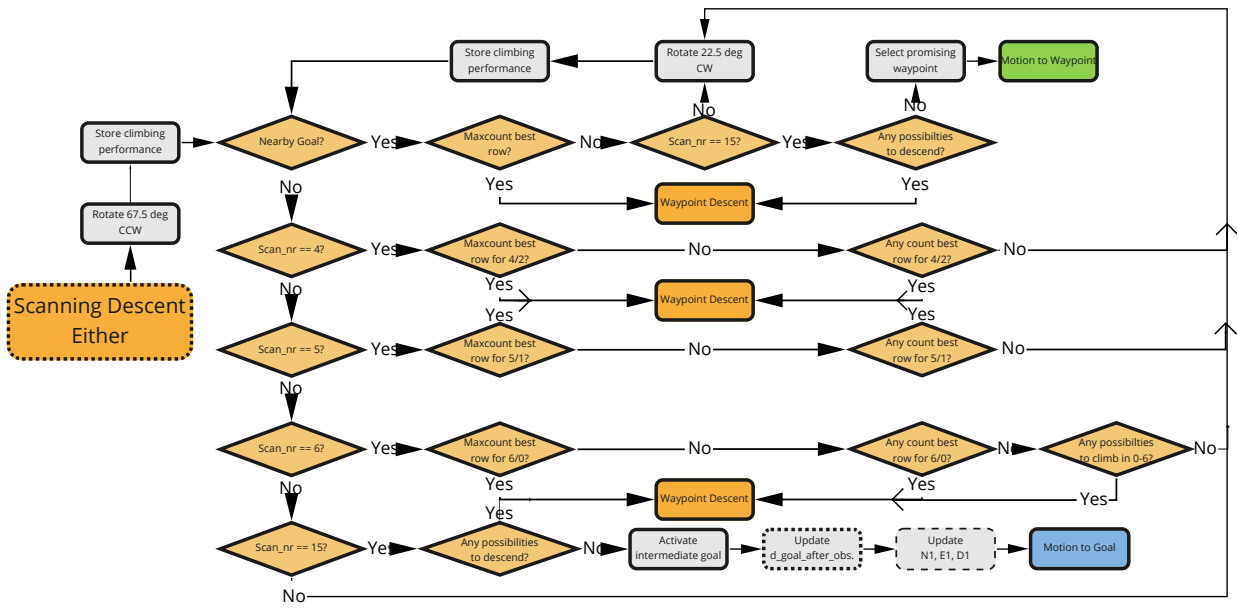 Store climbing
performance
Rotate 22.5 deg
CW
Select promising
waypoint
Motion to Waypoint
No
No
Store climbing
performance
Nearby Goal?
Yes
Maxcount best
row?
No
Scan_nr == 15?
Yes
Any possibilties
to descend?
No
Yes
Waypoint Descent
Yes
Rotate 67.5 deg
CCW
Scan_nr == 4?
Yes
Maxcount best
row for 4/2?
No
Any count best
row for 4/2?
No
Scanning Descent
Either
No
Yes
Waypoint Descent
Yes
Yes
Yes
Scan_nr == 5?
Yes
Maxcount best
row for 5/1?
No
Any count best
row for 5/1?
No
No
Scan_nr == 6?
Yes
Maxcount best
row for 6/0?
No
Any count best
row for 6/0?
No
Any possibilties
to climb in 0-6?
No
No
Yes
Waypoint Descent
Yes
Yes
Yes
Scan_nr == 15?
Yes
Any possibilities
to descend?
No
Activate
intermediate goal
Update
d_goal_after_obs.
Update
N1, E1, D1
Motion to Goal
No